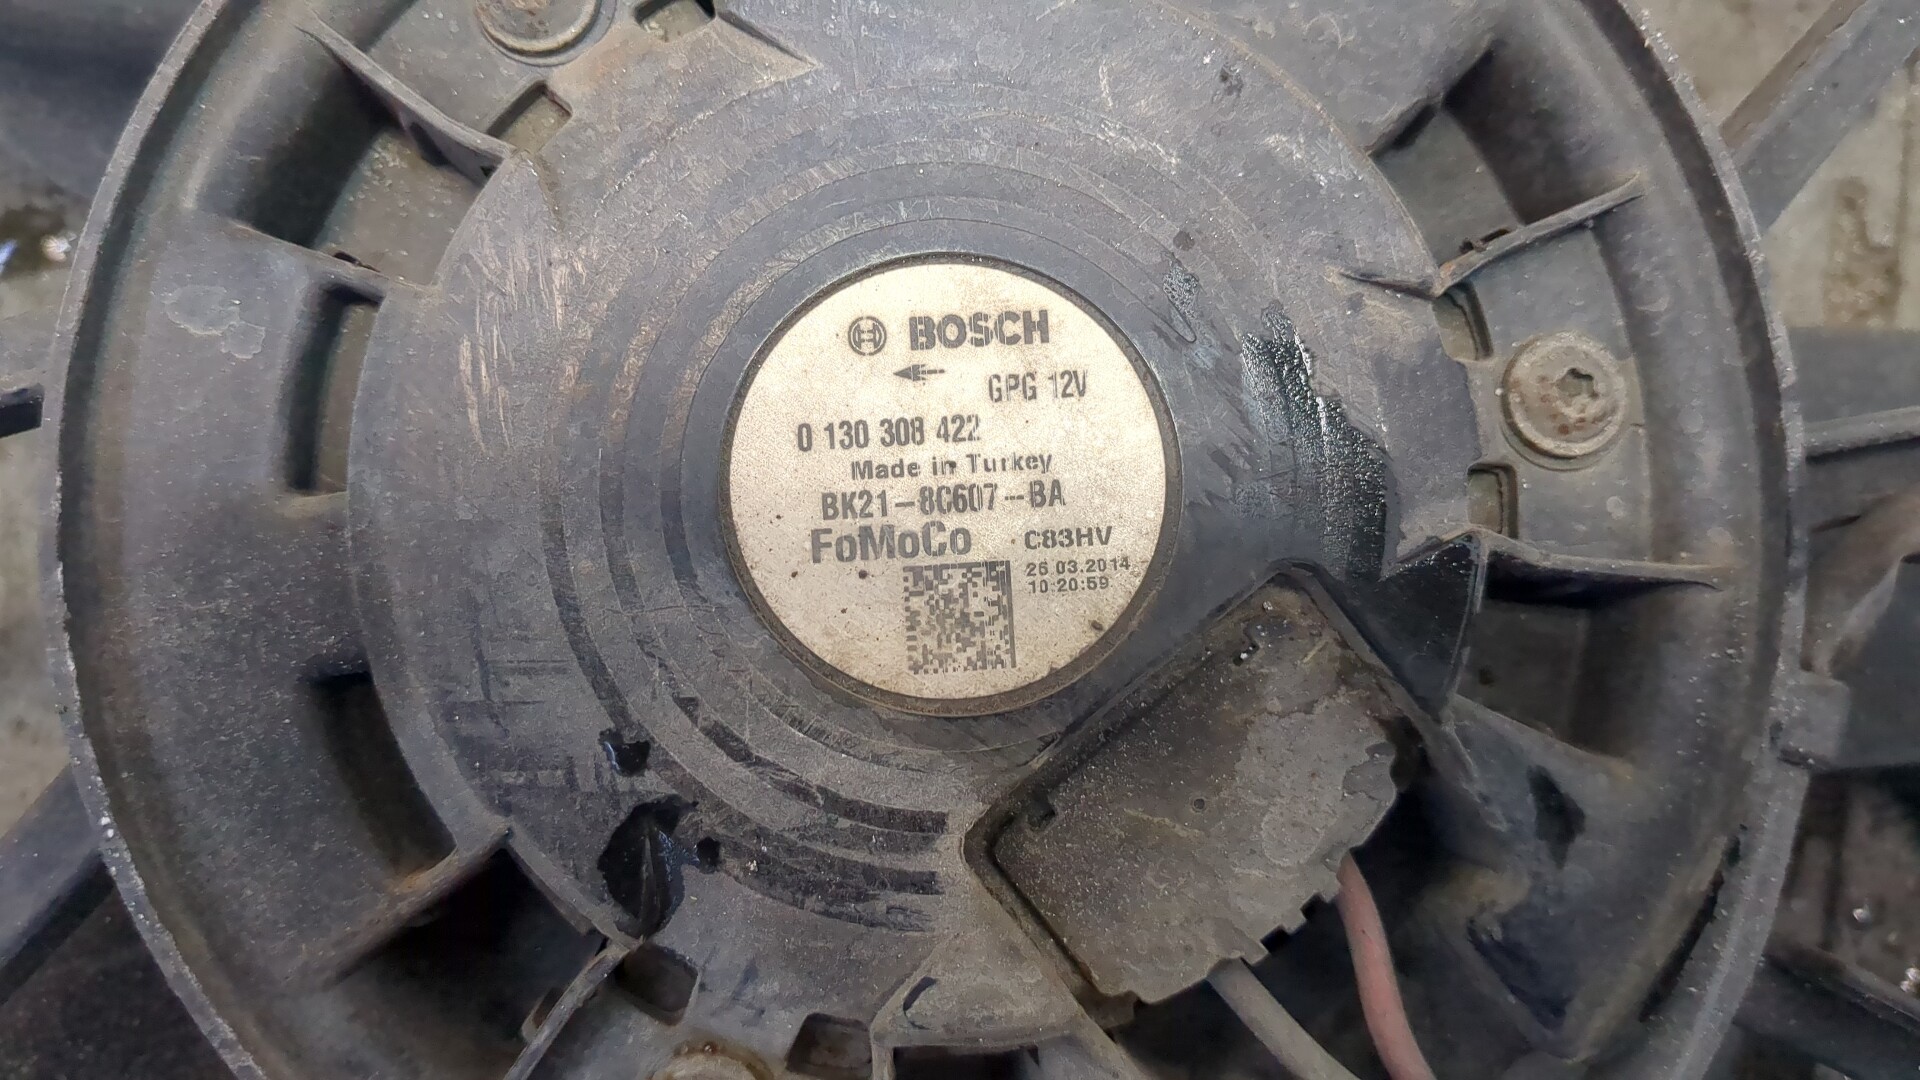 BOSCH
GPG 12V
0 130 308 422
Made in Turkey
BK21-8C607-BA
FoMoCo C83HV
26.03.2014
10:20:59